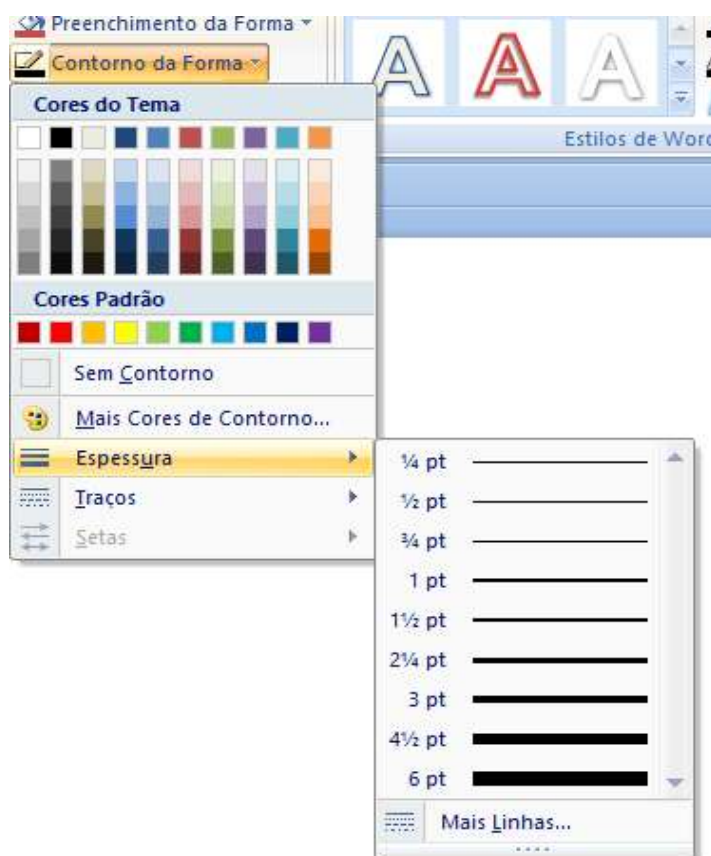 Preenchimento da Forma
Contorno da Forma
A A A
Estilos de Word
Cores do Tema
Cores Padrão
Sem Contorno
Mais Cores de Contorno...
Espessura
Traços
Setas
¼ pt
½ pt
¾ pt
1 pt
1½ pt
2¼ pt
3 pt
4½ pt
6 pt
Mais Linhas...